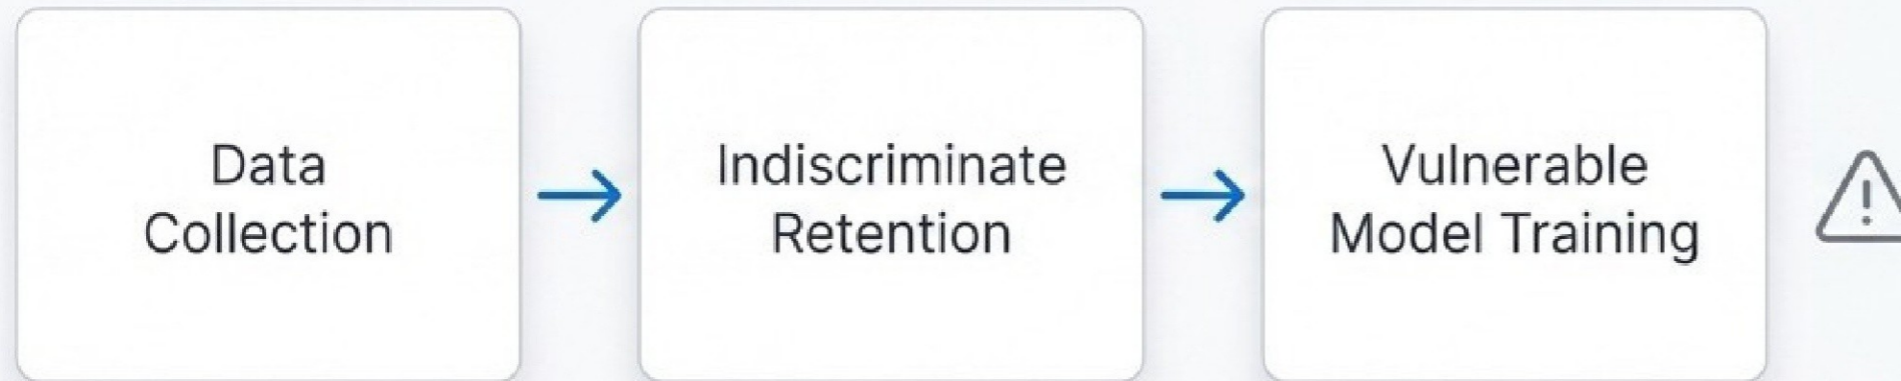 Data
Collection
Indiscriminate
Retention
Vulnerable
Model Training